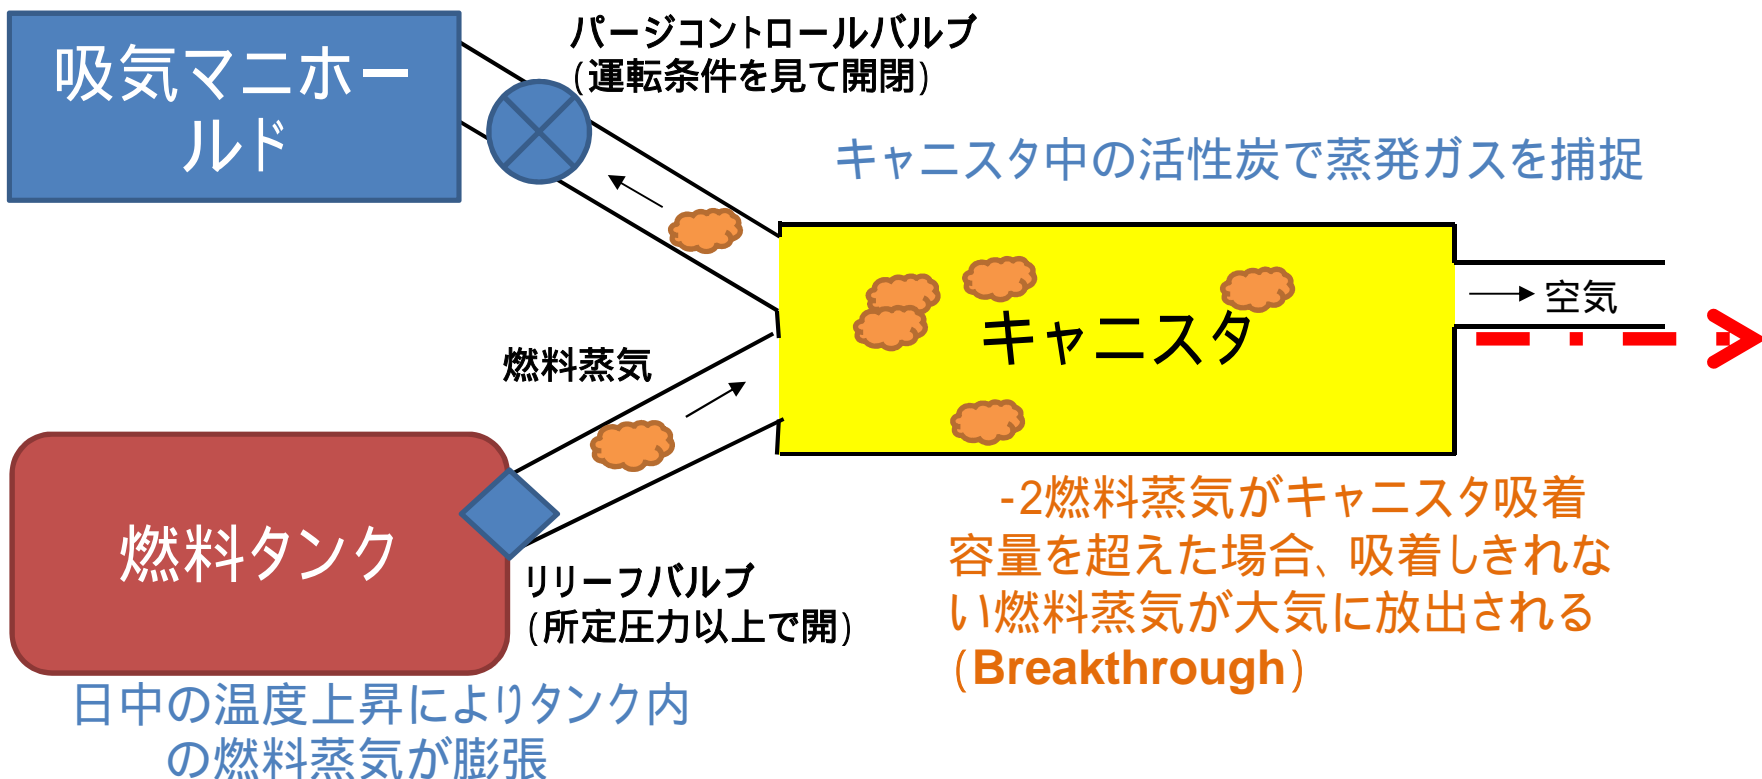 吸気マニホー
ルド
パージコントロールバルブ
(運転条件を見て開閉)
キャニスタ中の活性炭で蒸発ガスを捕捉
空気
キャニスタ
燃料蒸気
燃料タンク
リリーフバルブ
(所定圧力以上で開)
-2燃料蒸気がキャニスタ吸着
容量を超えた場合、吸着しきれな
い燃料蒸気が大気に放出される
(Breakthrough)
日中の温度上昇によりタンク内
の燃料蒸気が膨張